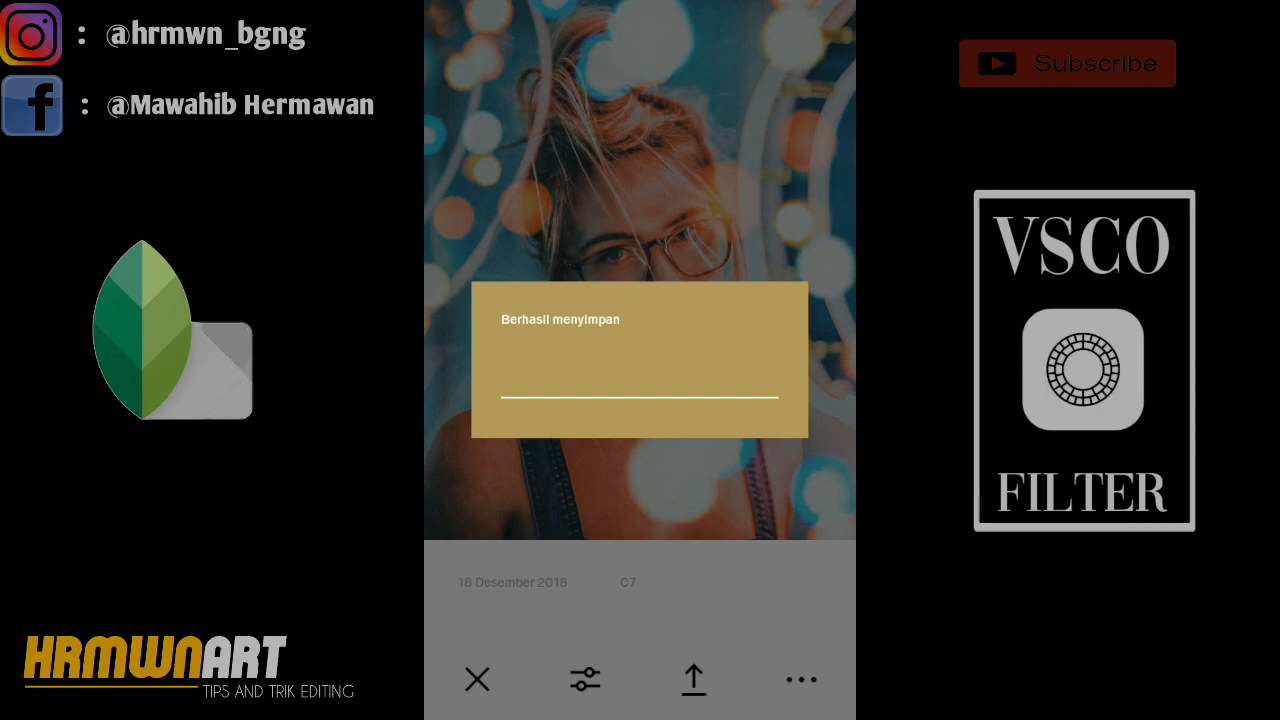 : @hrmwn_bgng
: @Mawahib Hermawan
Subscribe
VSCO
FILTER
Berhasil menyimpan
18 Desember 2018 C7
HRMWNART
TIPS AND TRIK EDITING